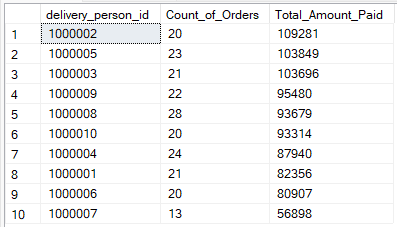 delivery_person_id Count_of_Orders Total_Amount_Paid
1 1000002 20 109281
2 1000005 23 103849
3 1000003 21 103696
4 1000009 22 95480
5 1000008 28 93679
6 1000010 20 93314
7 1000004 24 87940
8 1000001 21 82356
9 1000006 20 80907
10 1000007 13 56898